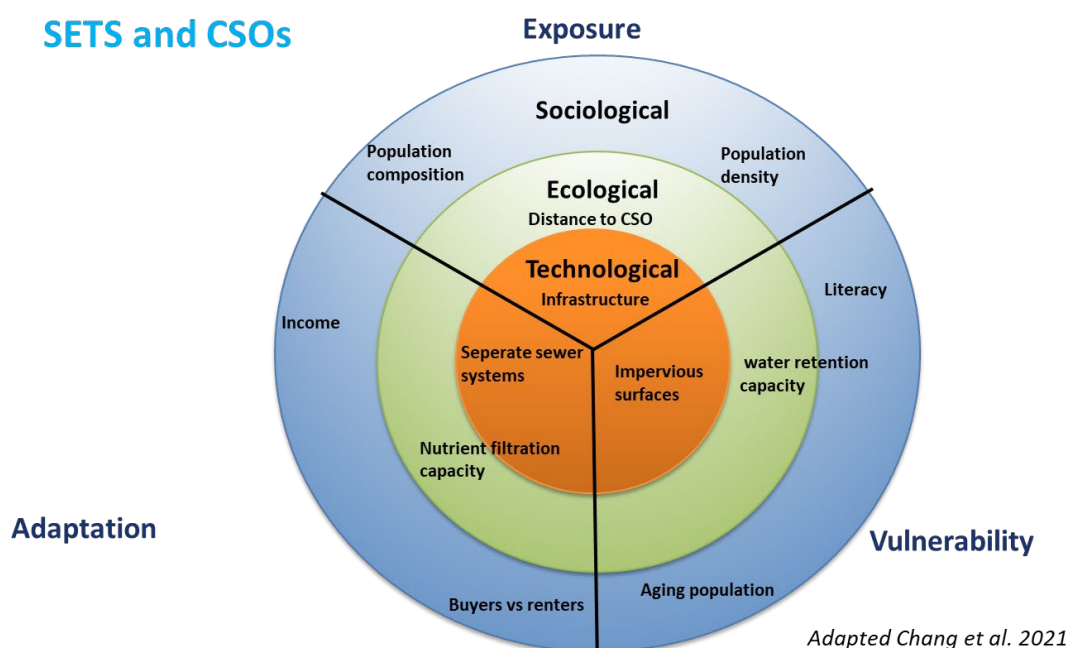 SETS and CSOs
Exposure
Sociological
Population
composition
Population
density
Ecological
Distance to CSO
Technological
Infrastructure
Literacy
Income
Seperate sewer
systems
Impervious
surfaces
water retention
capacity
Nutrient filtration
capacity
Adaptation
Vulnerability
Aging population
Buyers vs renters
Adapted Chang et al. 2021